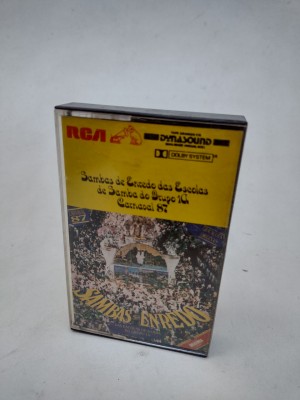 RCA
DYNASOUND
DOLBY SYSTEM
Sambas de Enredo das Escolas
de Samba do Grupo 1A
Carnaval 87
SAMBAS ENREDO